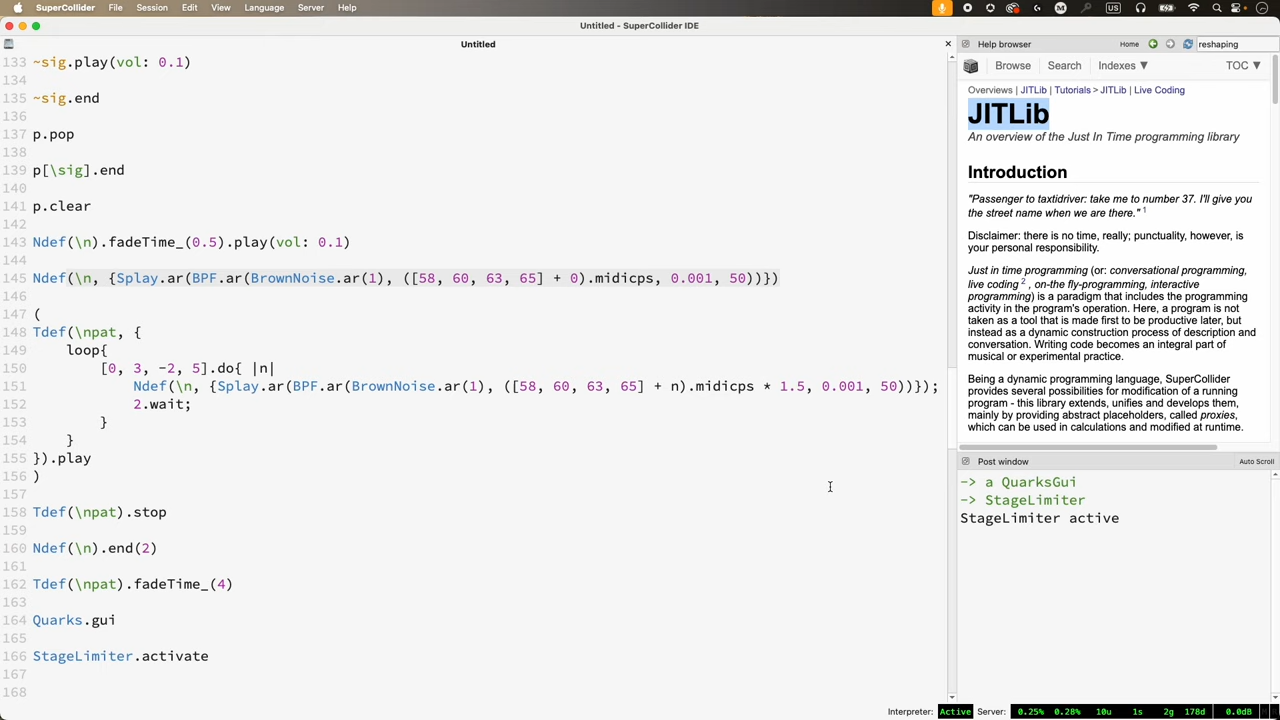 SuperCollider File Session Edit View Language Server Help
Untitled - SuperCollider IDE
Untitled
133 ~sig.play(vol: 0.1)
134
135 ~sig.end
136
137 p.pop
138
139 p[\sig].end
140
141 p.clear
142
143 Ndef(\n).fadeTime_(0.5).play(vol: 0.1)
144
145 Ndef(\n, {Splay.ar(BPF.ar(BrownNoise.ar(1), ([58, 60, 63, 65] + 0).midicps, 0.001, 50))})
146
147 (
148 Tdef(\npat, {
149 loop{
150 [0, 3, -2, 5].do{ |n|
151 Ndef(\n, {Splay.ar(BPF.ar(BrownNoise.ar(1), ([58, 60, 63, 65] + n).midicps * 1.5, 0.001, 50))});
152 2.wait;
153 }
154 }
155 }).play
156 )
157
158 Tdef(\npat).stop
159
160 Ndef(\n).end(2)
161
162 Tdef(\npat).fadeTime_(4)
163
164 Quarks.gui
165
166 StageLimiter.activate
167
168
Help browser Home reshaping
Browse Search Indexes ▼ TOC ▼
Overviews | JITLib | Tutorials > JITLib | Live Coding
JITLib
An overview of the Just In Time programming library
Introduction
"Passenger to taxtidriver: take me to number 37. I'll give you
the street name when we are there." 1
Disclaimer: there is no time, really; punctuality, however, is
your personal responsibility.
Just in time programming (or: conversational programming,
live coding 2 , on-the fly-programming, interactive
programming) is a paradigm that includes the programming
activity in the program's operation. Here, a program is not
taken as a tool that is made first to be productive later, but
instead as a dynamic construction process of description and
conversation. Writing code becomes an integral part of
musical or experimental practice.
Being a dynamic programming language, SuperCollider
provides several possibilities for modification of a running
program - this library extends, unifies and develops them,
mainly by providing abstract placeholders, called proxies,
which can be used in calculations and modified at runtime.
Post window Auto Scroll
-> a QuarksGui
-> StageLimiter
StageLimiter active
Interpreter: Active Server: 0.25% 0.28% 10u 1s 2g 178d 0.0dB